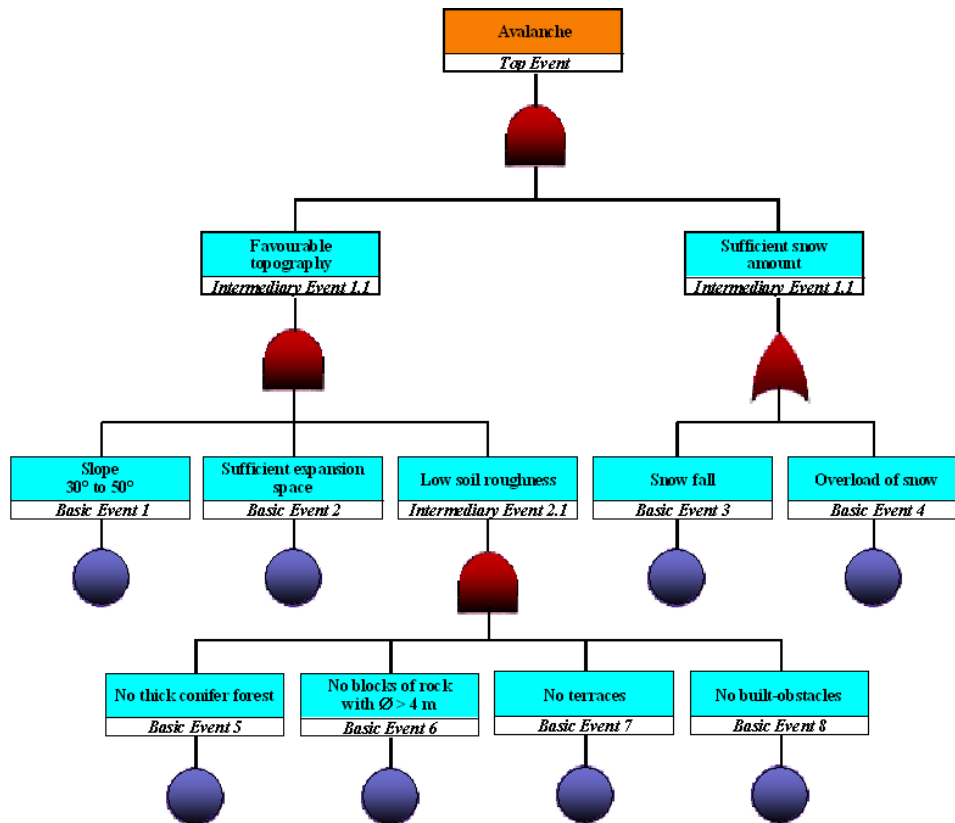 Avalanche
Top Event
Favourable
topography
Intermediary Event 1.1
Sufficient snow
amount
Intermediary Event 1.1
Slope
30° to 50°
Basic Event 1
Sufficient expansion
space
Basic Event 2
Low soil roughness
Intermediary Event 2.1
Snow fall
Basic Event 3
Overload of snow
Basic Event 4
No thick conifer forest
Basic Event 5
No blocks of rock
with Ø > 4 m
Basic Event 6
No terraces
Basic Event 7
No built-obstacles
Basic Event 8